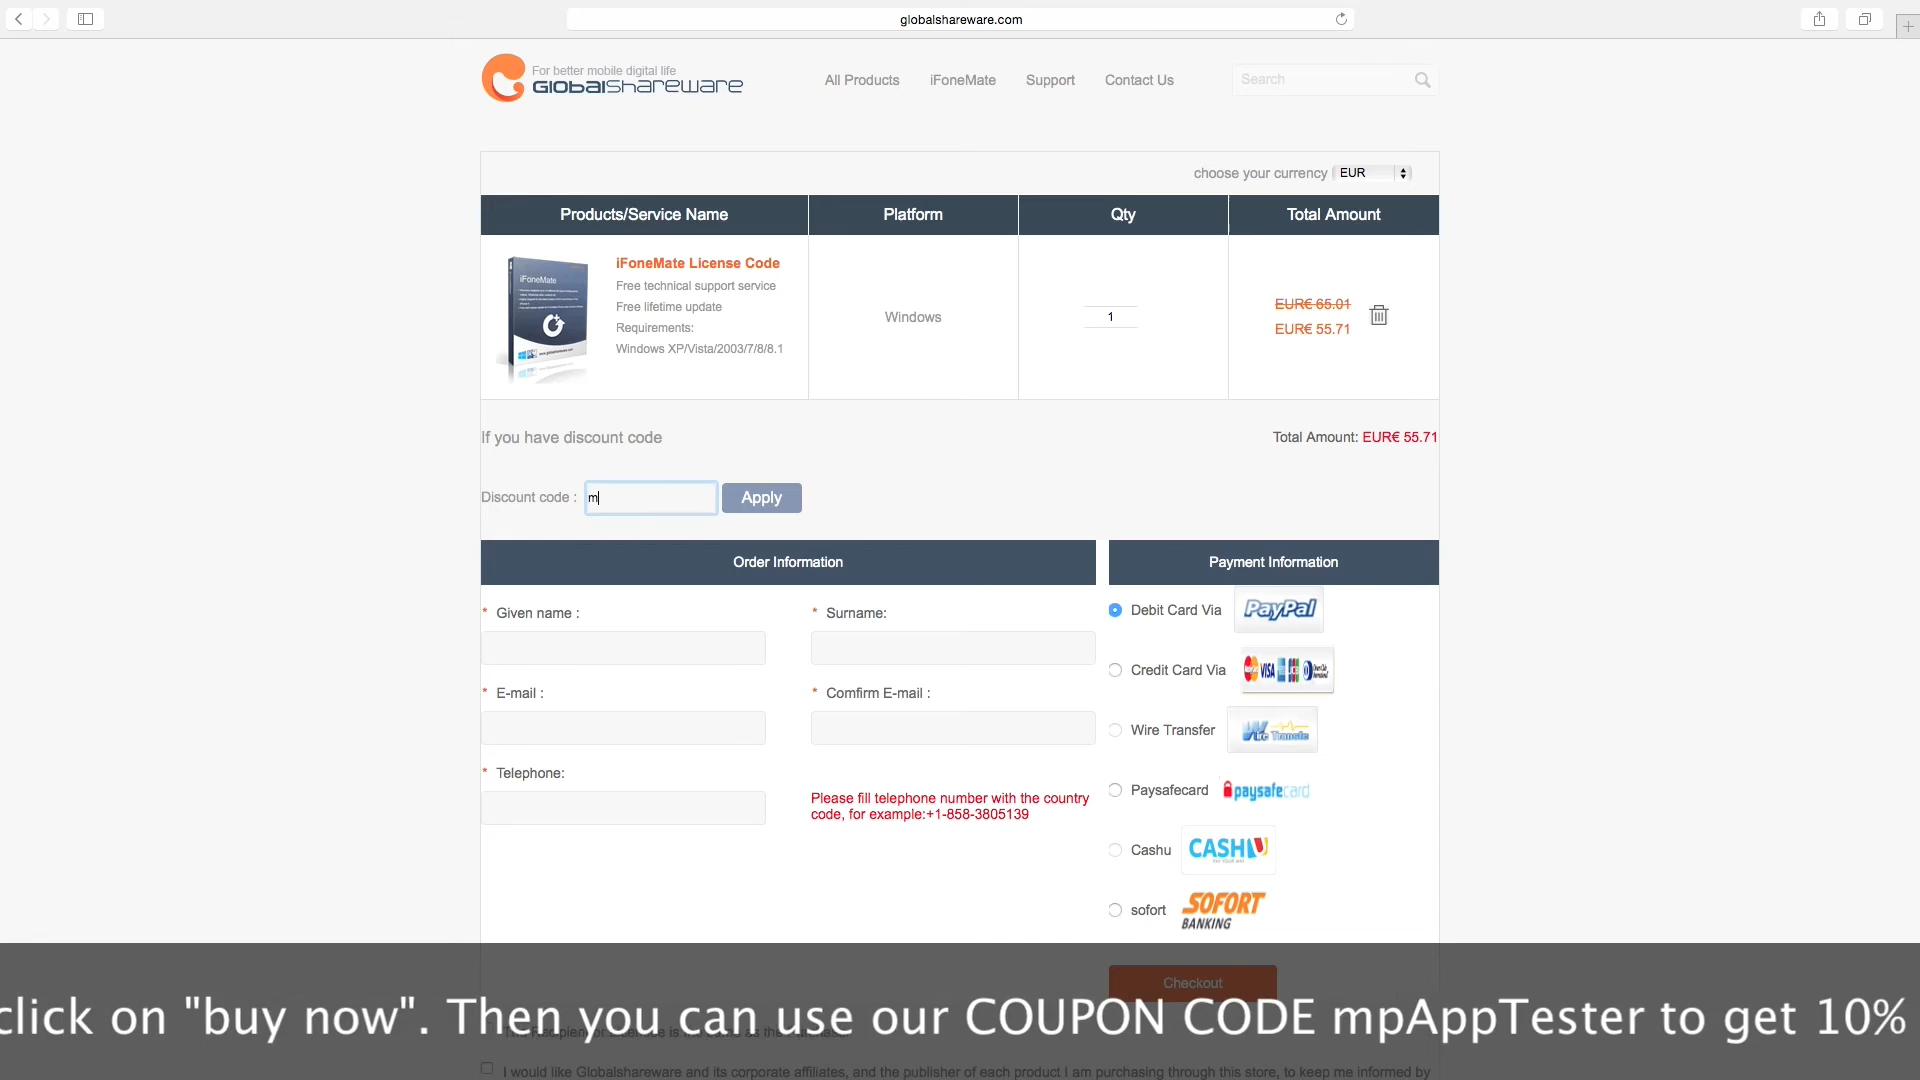 globalshareware.com
For better mobile digital life
Globalshareware
All Products
iFoneMate
Support
Contact Us
Search
choose your currency EUR
Products/Service Name
Platform
Qty
Total Amount
iFoneMate
iFoneMate License Code
Free technical support service
Free lifetime update
Requirements:
Windows XP/Vista/2003/7/8/8.1
Windows
1
EUR€ 65.01
EUR€ 55.71
If you have discount code
Total Amount: EUR€ 55.71
Discount code : m
Apply
Order Information
Payment Information
* Given name :
* Surname:
Debit Card Via PayPal
Credit Card Via VISA
* E-mail :
* Comfirm E-mail :
Wire Transfer
* Telephone:
Please fill telephone number with the country
code, for example:+1-858-3805139
Paysafecard paysafecard
Cashu CASHU
sofort SOFORT
BANKING
Checkout
click on "buy now". Then you can use our COUPON CODE mpAppTester to get 10%
I would like Globalshareware and its corporate affiliates, and the publisher of each product I am purchasing through this store, to keep me informed by